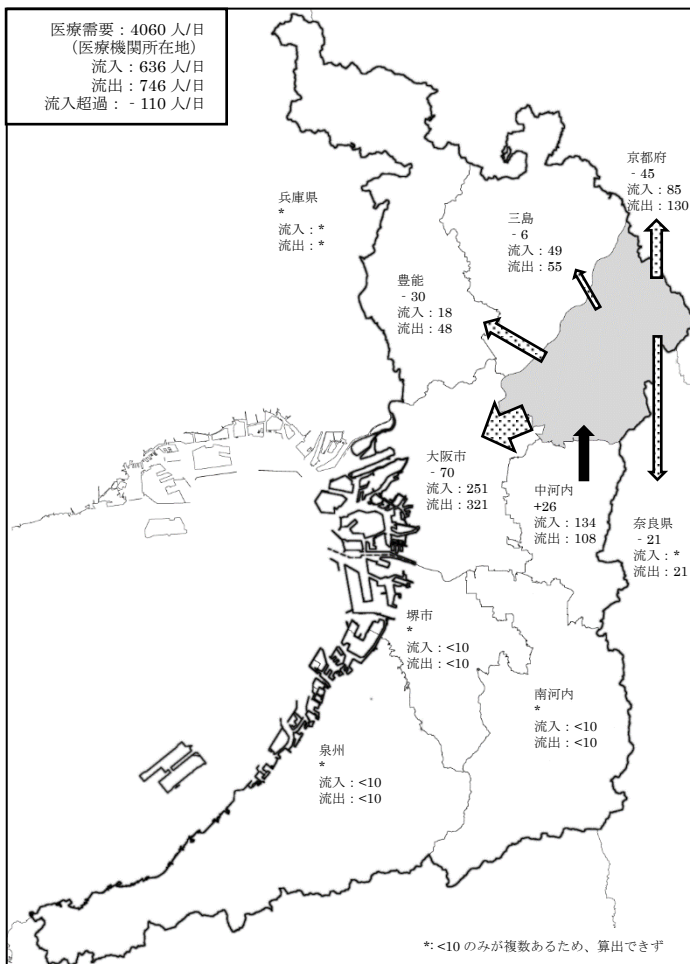 医療需要：4060 人/日
（医療機関所在地）
流入：636 人/日
流出：746 人/日
流入超過： - 110 人/日
京都府
- 45
流入：85
流出：130
兵庫県
*
流入：*
流出：*
三島
- 6
流入：49
流出：55
豊能
- 30
流入：18
流出：48
大阪市
- 70
流入：251
流出：321
中河内
+26
流入：134
流出：108
奈良県
- 21
流入：*
流出：21
堺市
*
流入：<10
流出：<10
南河内
*
流入：<10
流出：<10
泉州
*
流入：<10
流出：<10
*: <10 のみが複数あるため、算出できず